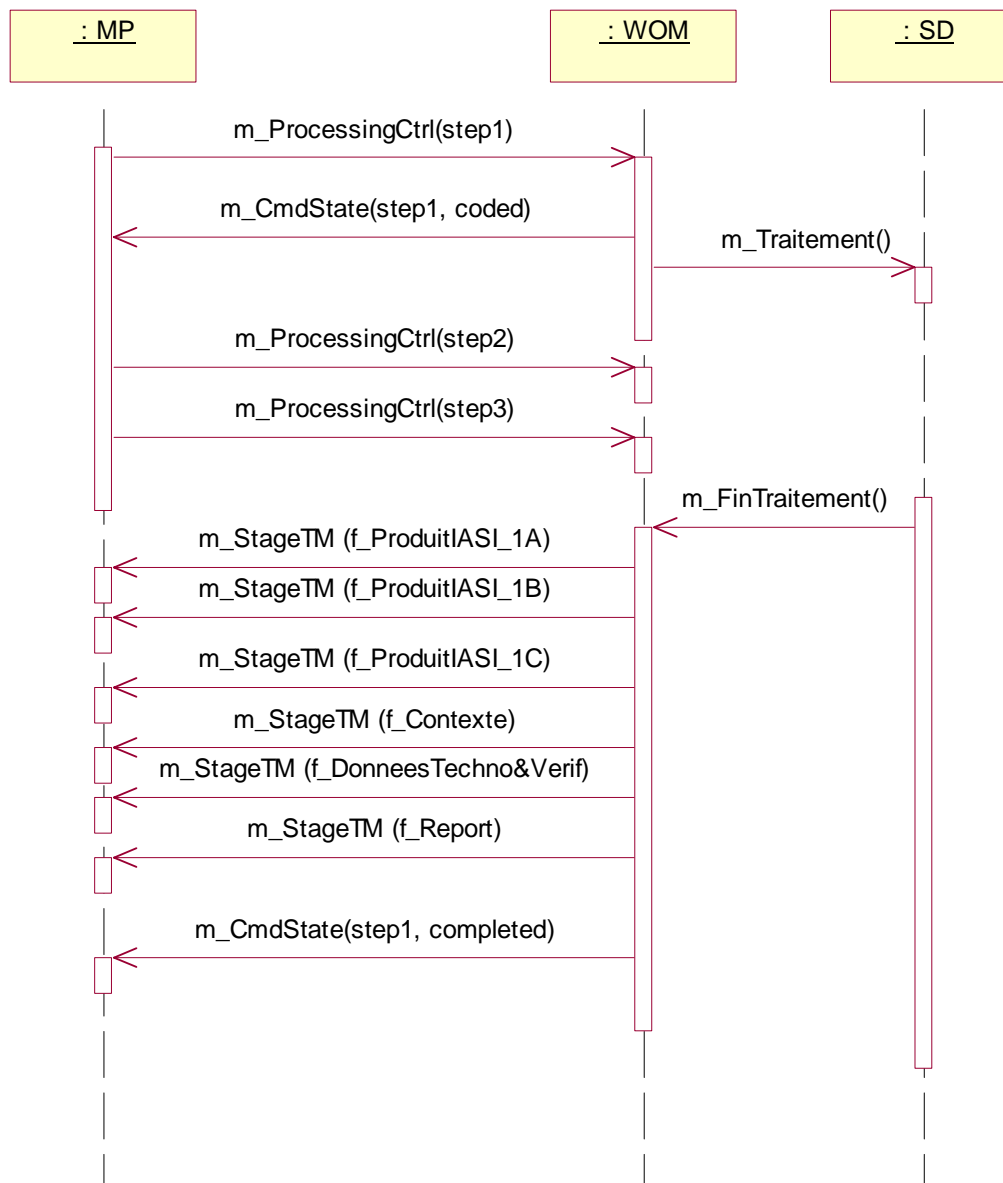 : MP
: WOM
: SD
m_ProcessingCtrl(step1)
m_CmdState(step1, coded)
m_Traitement()
m_ProcessingCtrl(step2)
m_ProcessingCtrl(step3)
m_FinTraitement()
m_StageTM (f_ProduitIASI_1A)
m_StageTM (f_ProduitIASI_1B)
m_StageTM (f_ProduitIASI_1C)
m_StageTM (f_Contexte)
m_StageTM (f_DonneesTechno&Verif)
m_StageTM (f_Report)
m_CmdState(step1, completed)